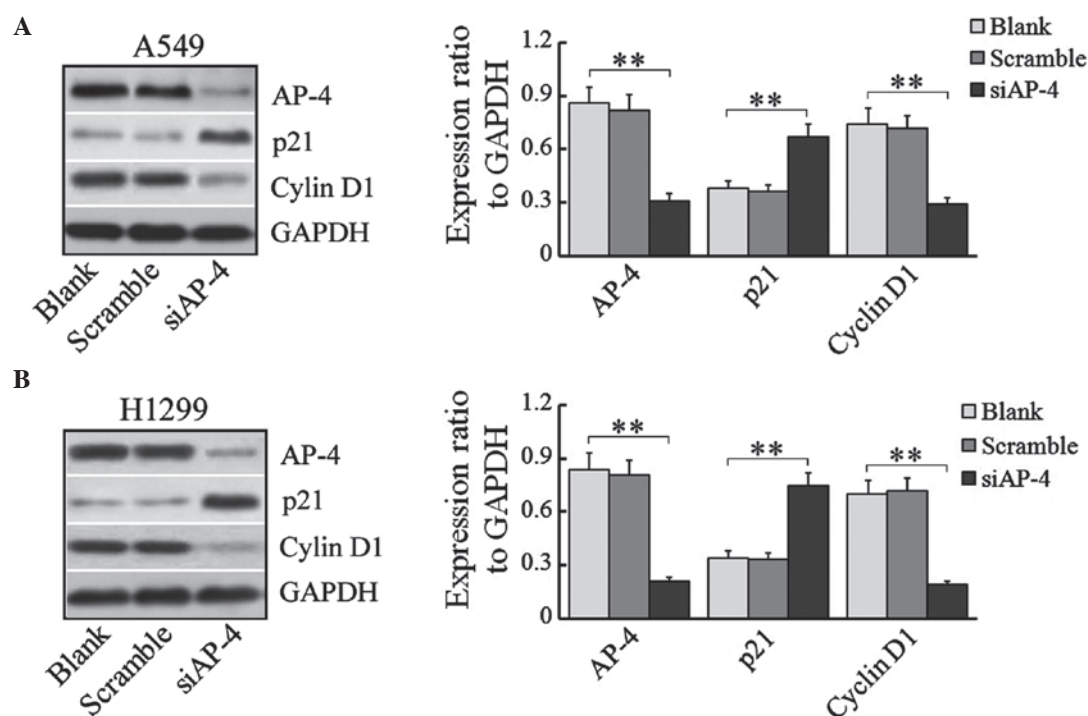 A
A549
AP-4
p21
Cylin D1
GAPDH
Blank
Scramble
siAP-4
Expression ratio
to GAPDH
1.2
0.9
0.6
0.3
0
**
**
**
AP-4
p21
Cyclin D1
Blank
Scramble
siAP-4
B
H1299
AP-4
p21
Cylin D1
GAPDH
Blank
Scramble
siAP-4
Expression ratio
to GAPDH
1.2
0.9
0.6
0.3
0
**
**
**
AP-4
p21
Cyclin D1
Blank
Scramble
siAP-4